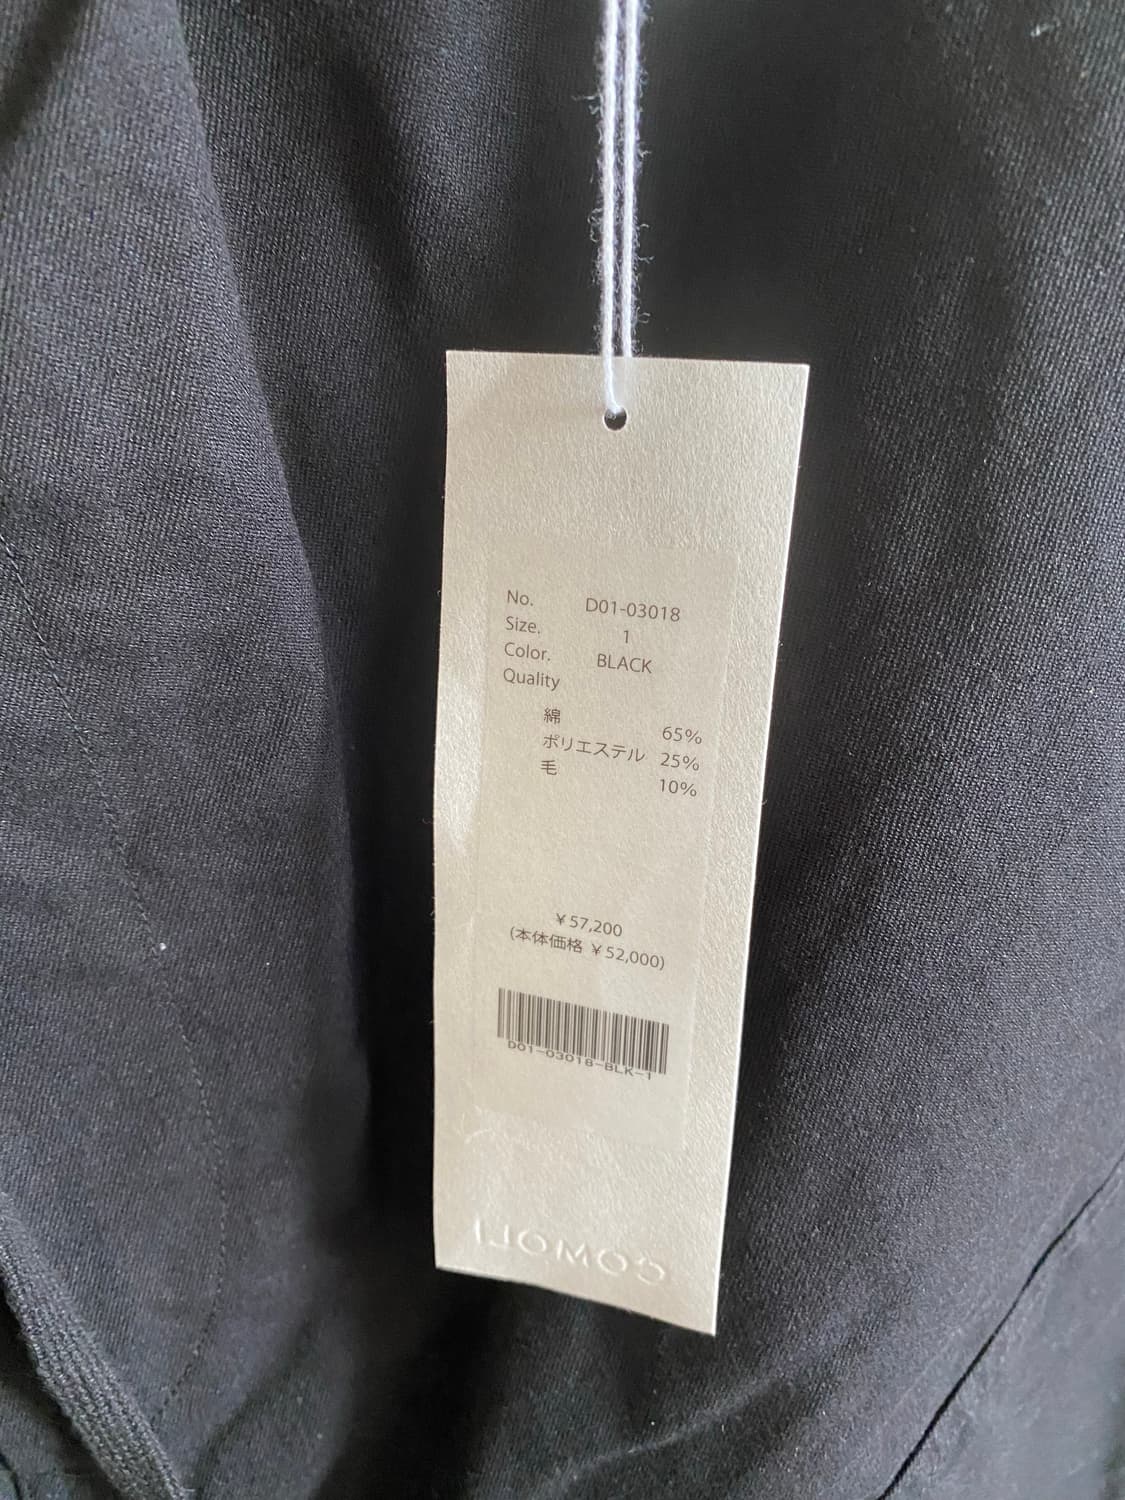 No. D01-03018
Size. 1
Color. BLACK
Quality
綿 65%
ポリエステル 25%
毛 10%
¥57,200
(本体価格 ¥52,000)
D01-03018-BLK-1
COMOLI